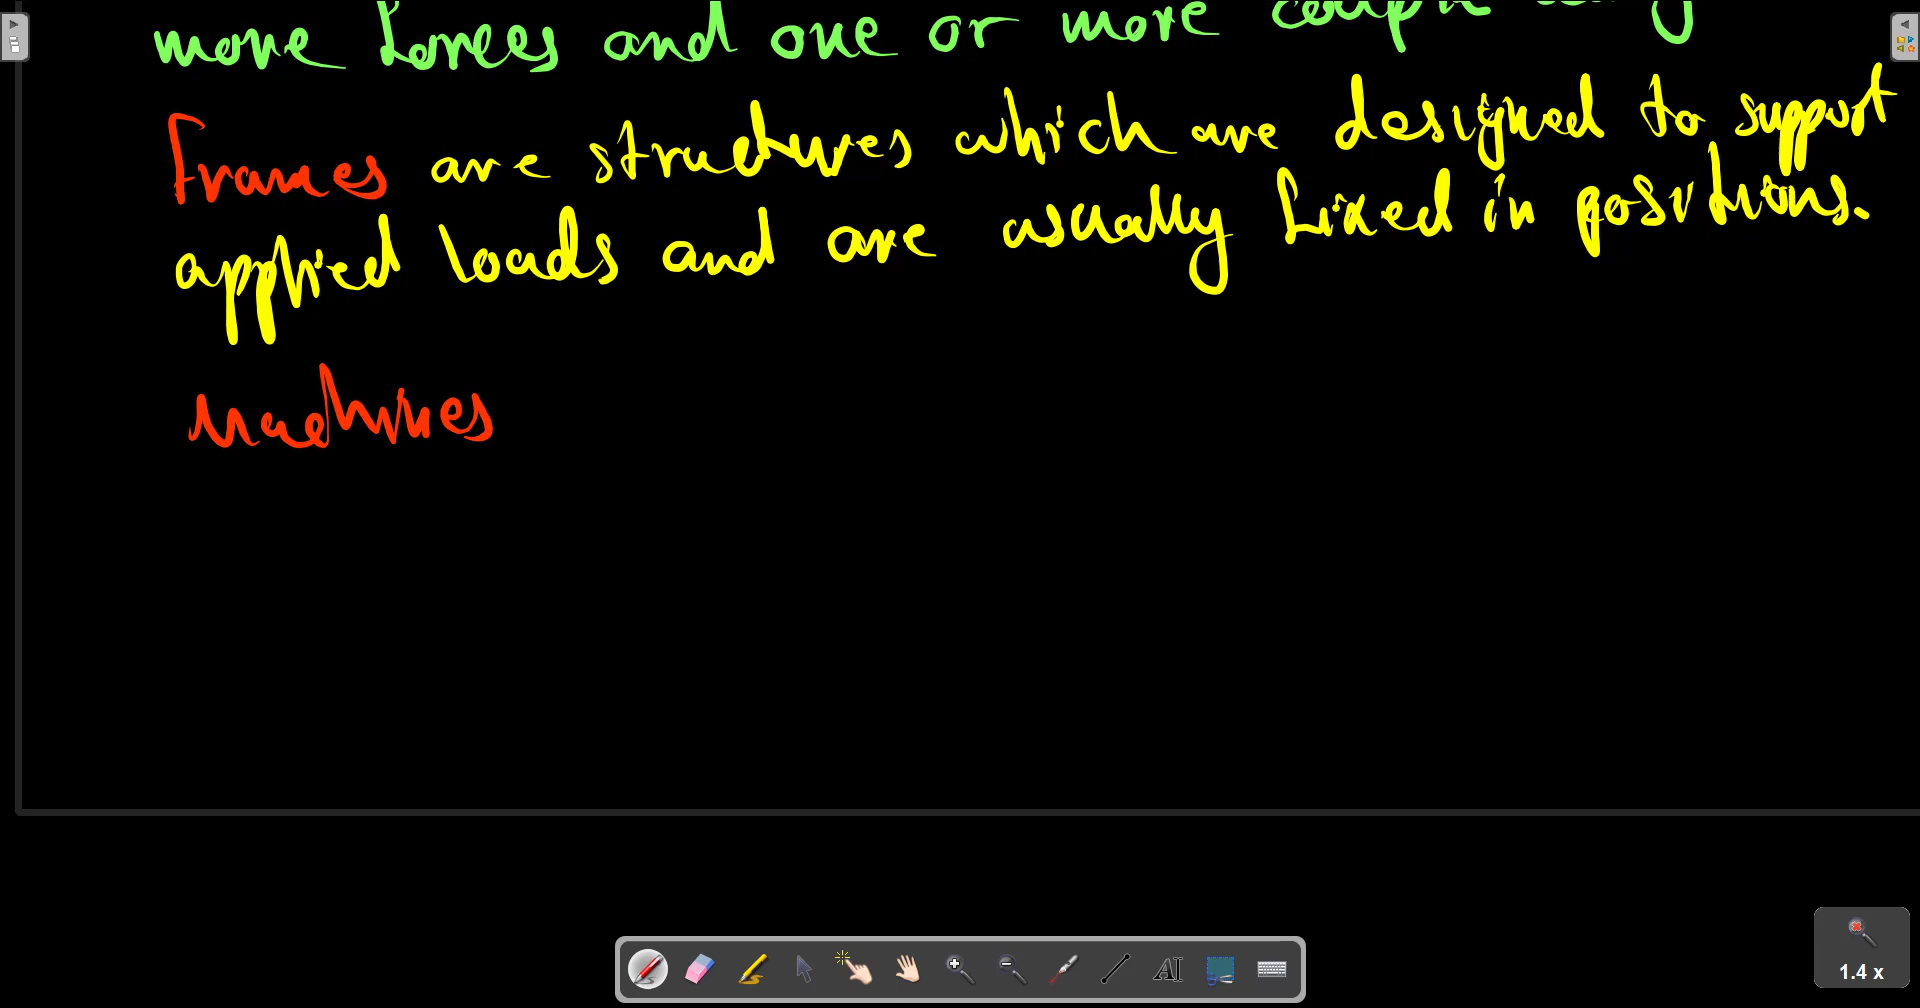 more forces and one or more couple
Frames are structures which are designed to support
applied loads and are usually fixed in positions.
Machines
1.4 x